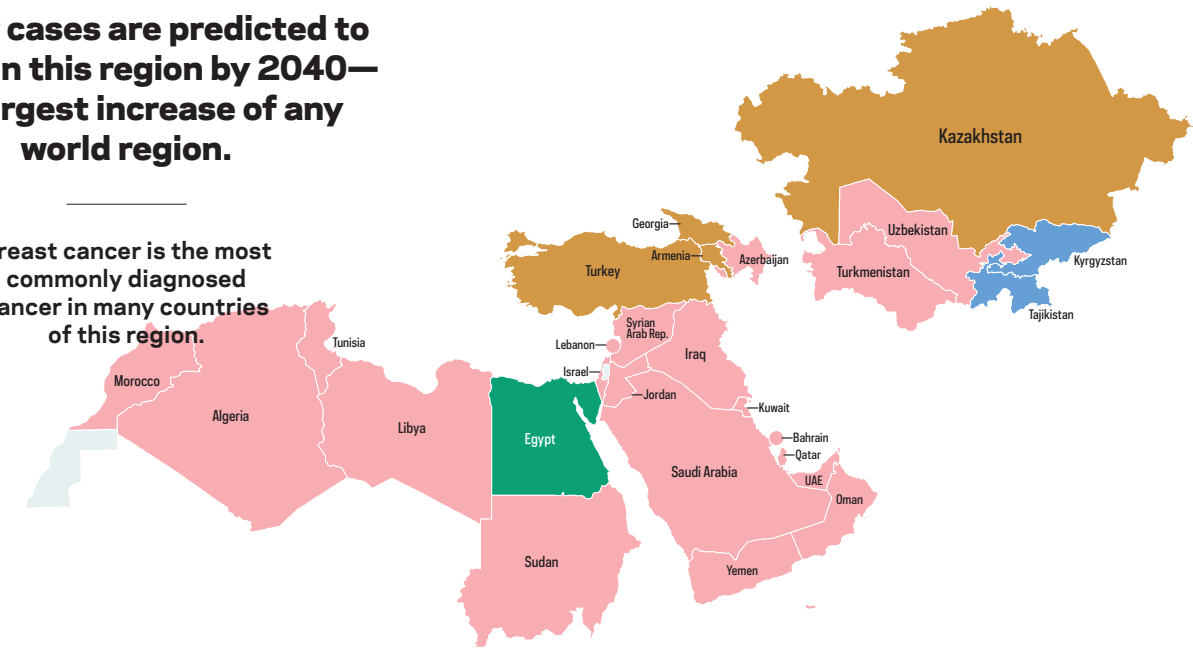 cases are predicted to
n this region by 2040—
rgest increase of any
world region.
reast cancer is the most
commonly diagnosed
ancer in many countries
of this region.
Kazakhstan
Georgia
Uzbekistan
Armenia
Azerbaijan
Kyrgyzstan
Turkey
Turkmenistan
Tajikistan
Syrian
Arab Rep.
Tunisia
Lebanon
Iraq
Israel
Morocco
Jordan
Kuwait
Algeria
Libya
Egypt
Bahrain
Qatar
Saudi Arabia
UAE
Oman
Sudan
Yemen